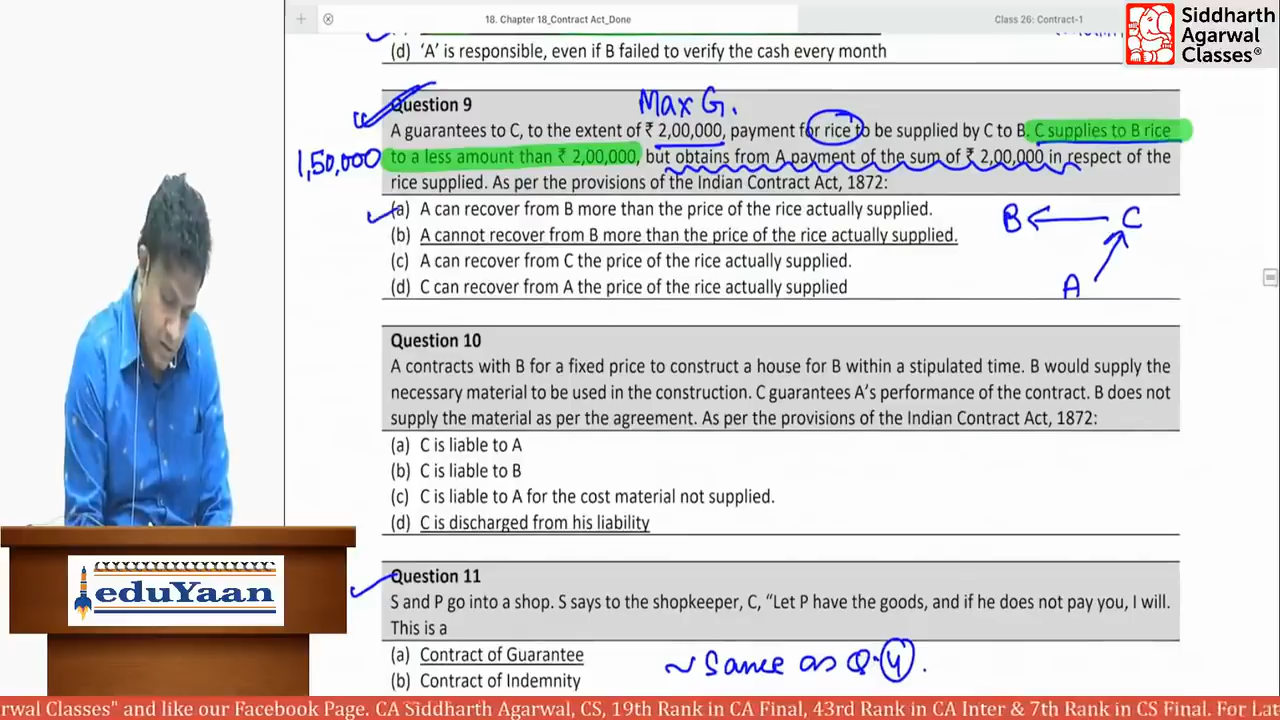 18. Chapter 18_Contract Act_Done
Class 26: Contract-1
Siddharth
Agarwal
Classes®
(d) ‘A’ is responsible, even if B failed to verify the cash every month
Question 9
Max G.
A guarantees to C, to the extent of ₹ 2,00,000, payment for rice to be supplied by C to B. C supplies to B rice
1,50,000
to a less amount than ₹ 2,00,000, but obtains from A payment of the sum of ₹ 2,00,000 in respect of the
rice supplied. As per the provisions of the Indian Contract Act, 1872:
(a) A can recover from B more than the price of the rice actually supplied.
(b) A cannot recover from B more than the price of the rice actually supplied.
(c) A can recover from C the price of the rice actually supplied.
(d) C can recover from A the price of the rice actually supplied
B C
A
Question 10
A contracts with B for a fixed price to construct a house for B within a stipulated time. B would supply the
necessary material to be used in the construction. C guarantees A’s performance of the contract. B does not
supply the material as per the agreement. As per the provisions of the Indian Contract Act, 1872:
(a) C is liable to A
(b) C is liable to B
(c) C is liable to A for the cost material not supplied.
(d) C is discharged from his liability
Question 11
S and P go into a shop. S says to the shopkeeper, C, “Let P have the goods, and if he does not pay you, I will.
This is a
(a) Contract of Guarantee
(b) Contract of Indemnity
~ Same as Q.4.
eduYaan
rwal Classes" and like our Facebook Page. CA Siddharth Agarwal, CS, 19th Rank in CA Final, 43rd Rank in CA Inter & 7th Rank in CS Final. For Lat